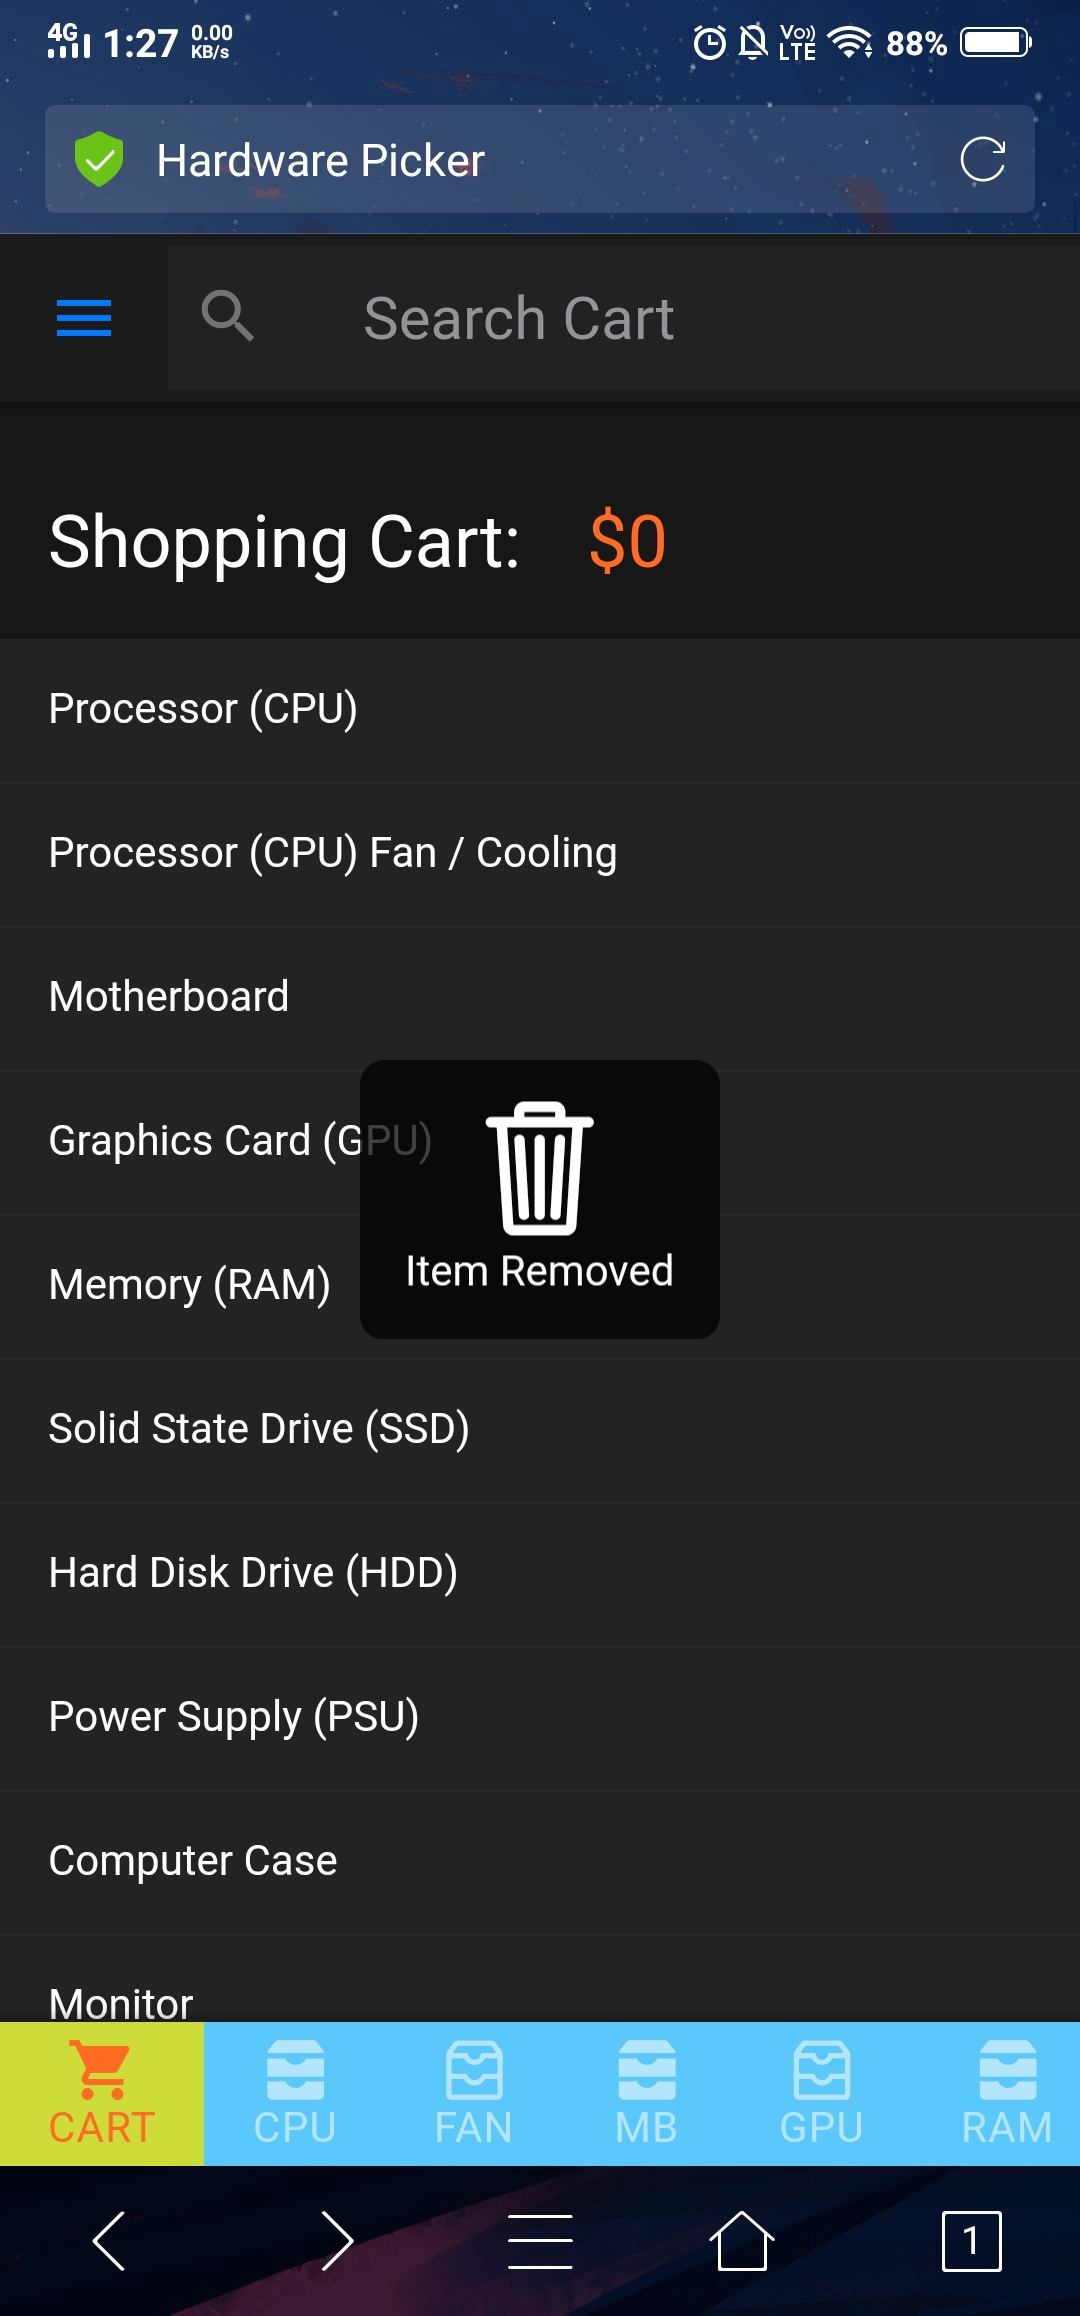 4G 1:27 0.00 KB/s Vo)) LTE 88%
Hardware Picker
Search Cart
Shopping Cart: $0
Processor (CPU)
Processor (CPU) Fan / Cooling
Motherboard
Graphics Card (GPU)
Memory (RAM)
Item Removed
Solid State Drive (SSD)
Hard Disk Drive (HDD)
Power Supply (PSU)
Computer Case
Monitor
CART CPU FAN MB GPU RAM
1